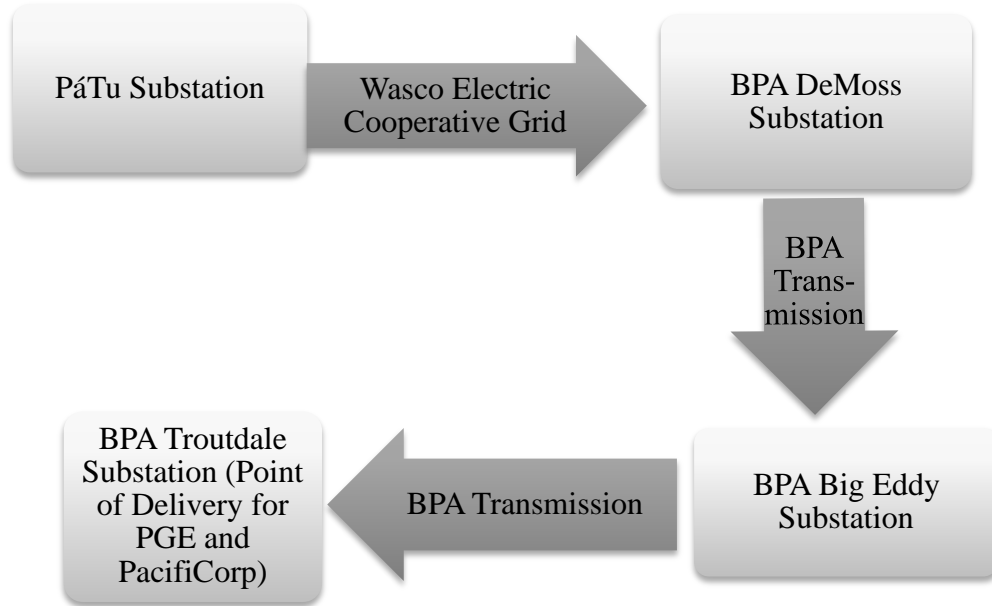 PáTu Substation
Wasco Electric
Cooperative Grid
BPA DeMoss
Substation
BPA
Trans-
mission
BPA Big Eddy
Substation
BPA Transmission
BPA Troutdale
Substation (Point
of Delivery for
PGE and
PacifiCorp)